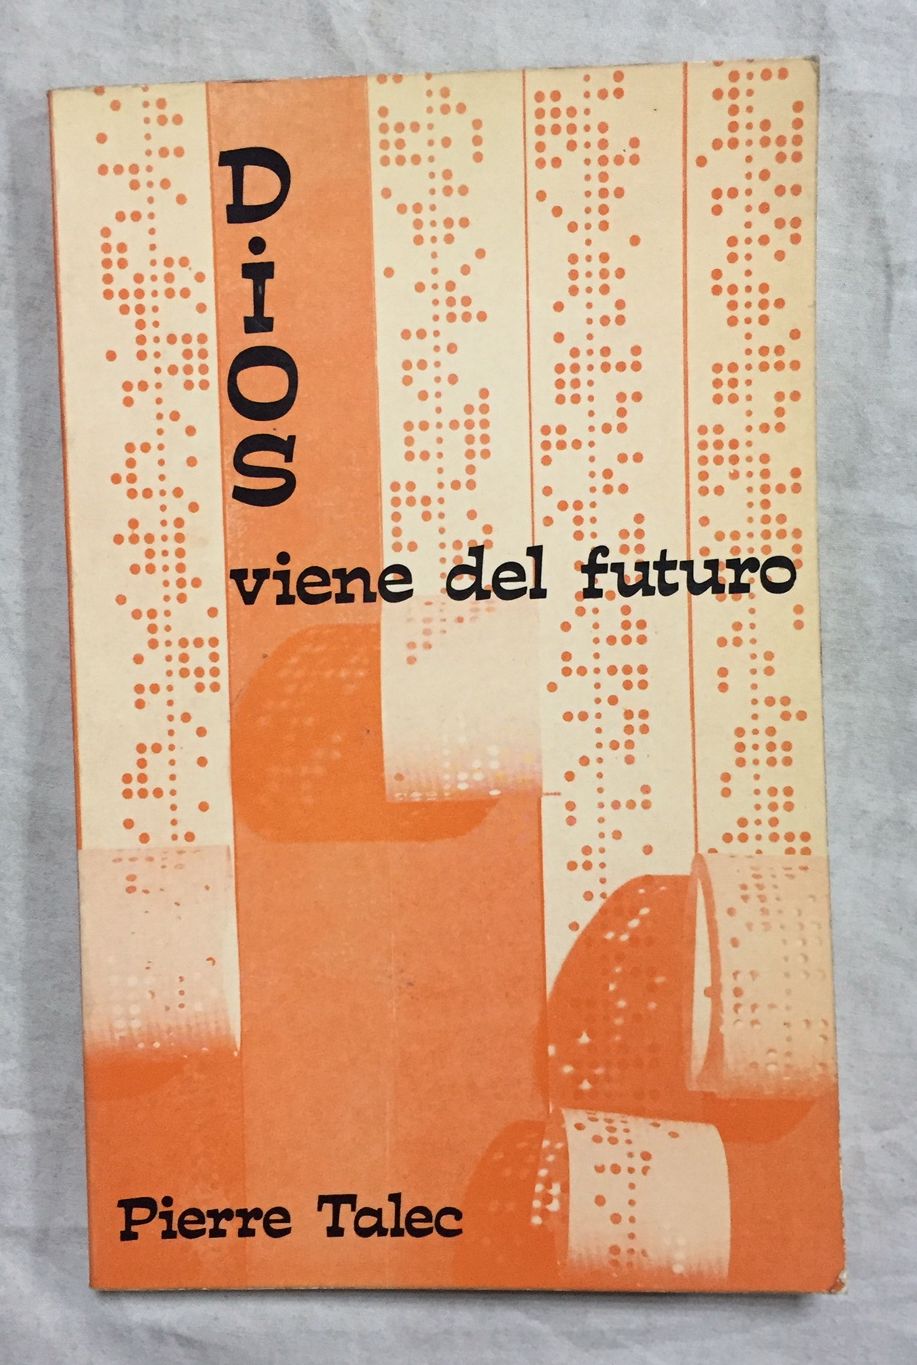 DiOS
viene del futuro
Pierre Talec